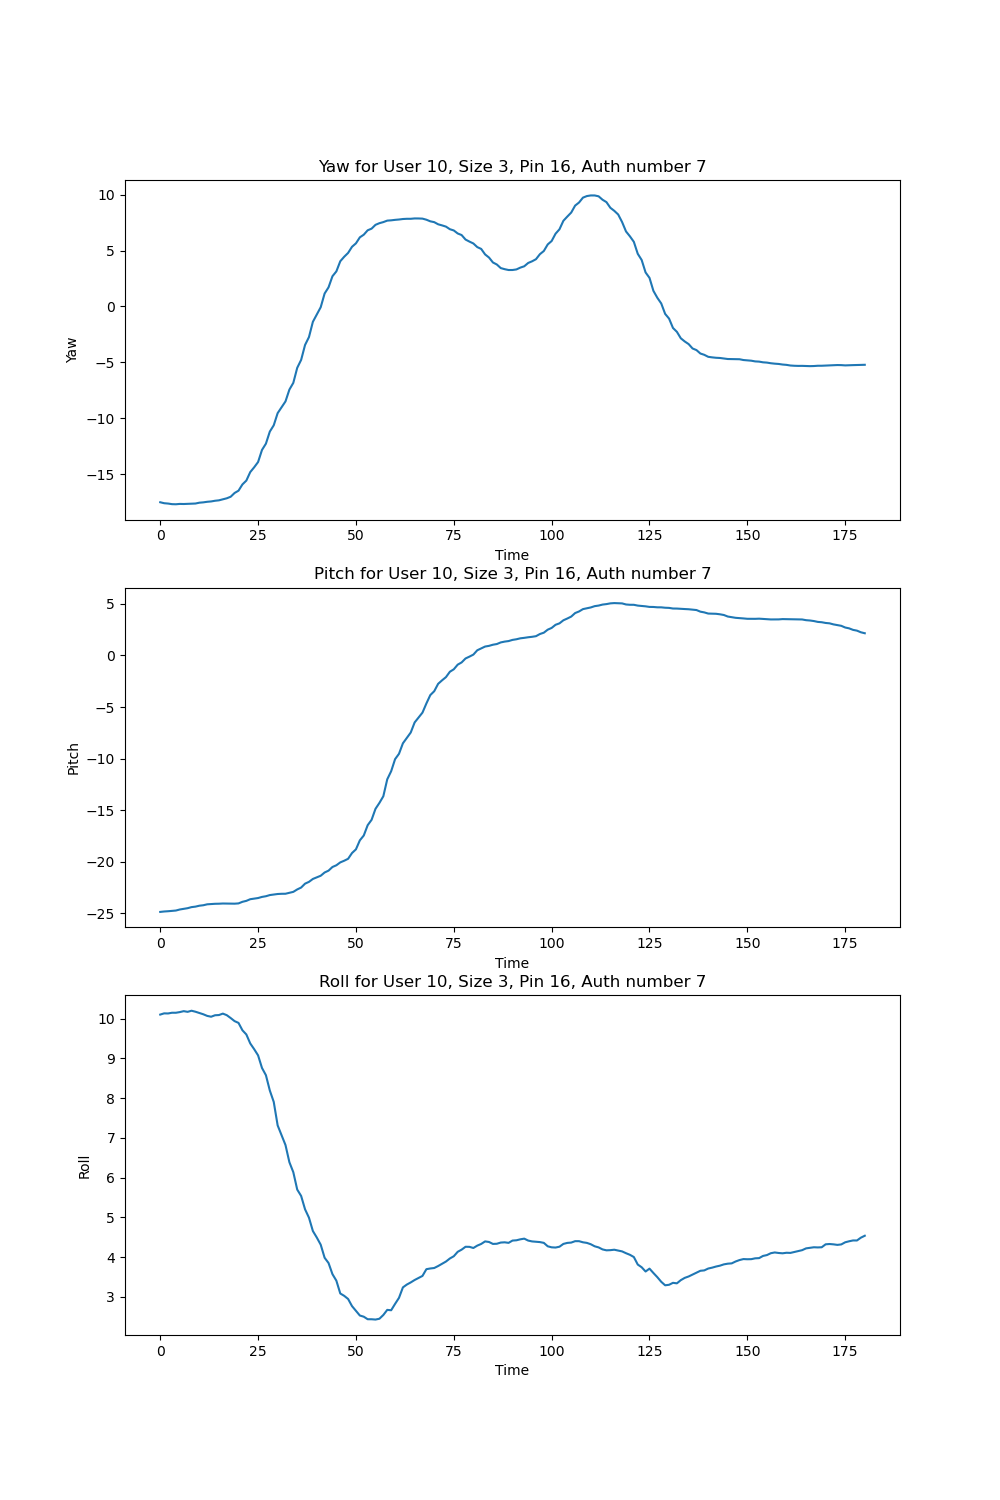 Yaw for User 10, Size 3, Pin 16, Auth number 7
10
5
0
−5
−10
−15
Yaw
0 25 50 75 100 125 150 175
Time
Pitch for User 10, Size 3, Pin 16, Auth number 7
5
0
−5
−10
−15
−20
−25
Pitch
0 25 50 75 100 125 150 175
Time
Roll for User 10, Size 3, Pin 16, Auth number 7
10
9
8
7
6
5
4
3
Roll
0 25 50 75 100 125 150 175
Time